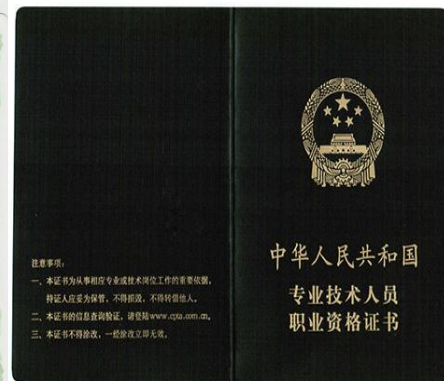 注意事项：
一、本证书为从事相应专业或技术岗位工作的重要依据，
持证人应妥为保管，不得损毁，不得转借他人。
二、本证书的信息查询验证，请登陆www.cpta.com.cn。
三、本证书不得涂改，一经涂改立即无效。
中华人民共和国
专业技术人员
职业资格证书